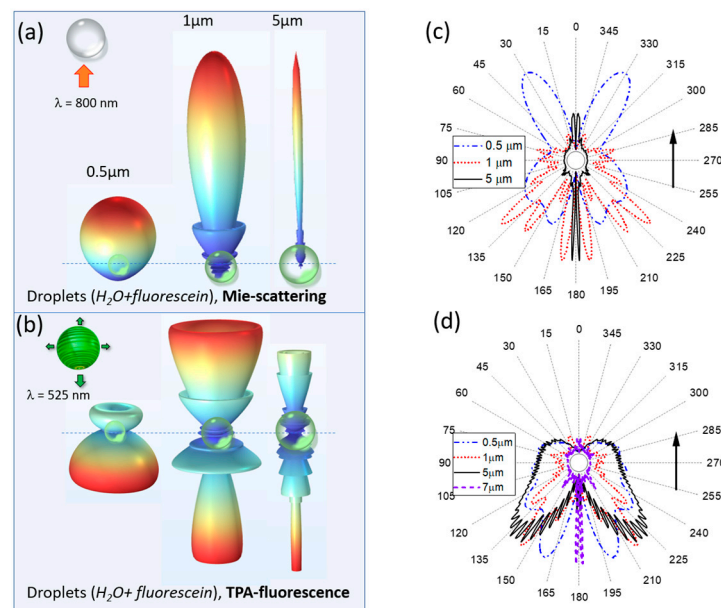 (a)
1μm
5μm
λ = 800 nm
0.5μm
Droplets (H₂O+fluorescein), Mie-scattering
(b)
λ = 525 nm
Droplets (H₂O+ fluorescein), TPA-fluorescence
(c)
0
15
345
30
330
45
315
60
300
75
285
90
270
105
255
120
240
135
225
150
210
165
195
180
0.5 μm
1 μm
5 μm
(d)
0
15
345
30
330
45
315
60
300
75
285
90
270
105
255
120
240
135
225
150
210
165
195
180
0.5μm
1μm
5μm
7μm